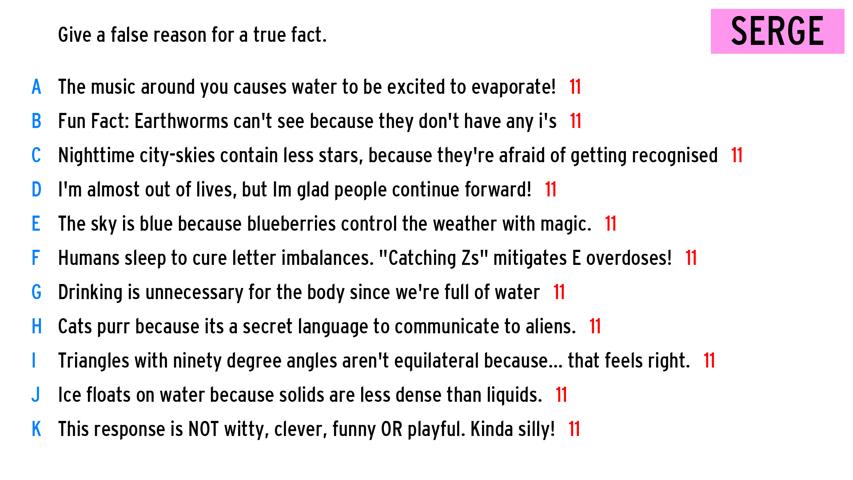 Give a false reason for a true fact.
SERGE
A The music around you causes water to be excited to evaporate! 11
B Fun Fact: Earthworms can't see because they don't have any i's 11
C Nighttime city-skies contain less stars, because they're afraid of getting recognised 11
D I'm almost out of lives, but Im glad people continue forward! 11
E The sky is blue because blueberries control the weather with magic. 11
F Humans sleep to cure letter imbalances. "Catching Zs" mitigates E overdoses! 11
G Drinking is unnecessary for the body since we're full of water 11
H Cats purr because its a secret language to communicate to aliens. 11
I Triangles with ninety degree angles aren't equilateral because... that feels right. 11
J Ice floats on water because solids are less dense than liquids. 11
K This response is NOT witty, clever, funny OR playful. Kinda silly! 11